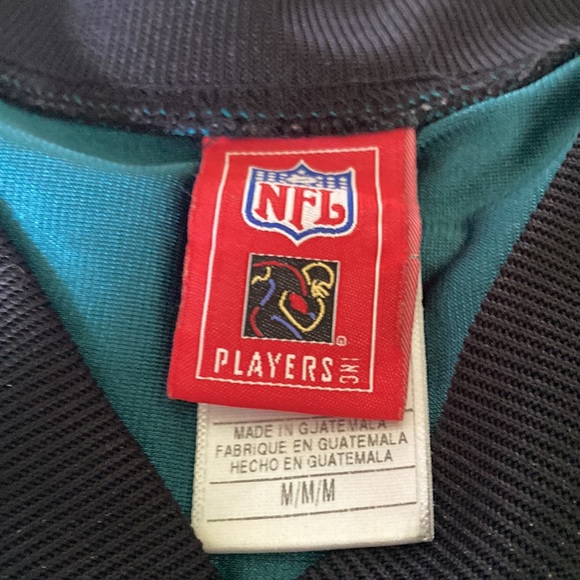 NFL
PLAYERS INC
MADE IN GUATEMALA
FABRIQUE EN GUATEMALA
HECHO EN GUATEMALA
M/M/M